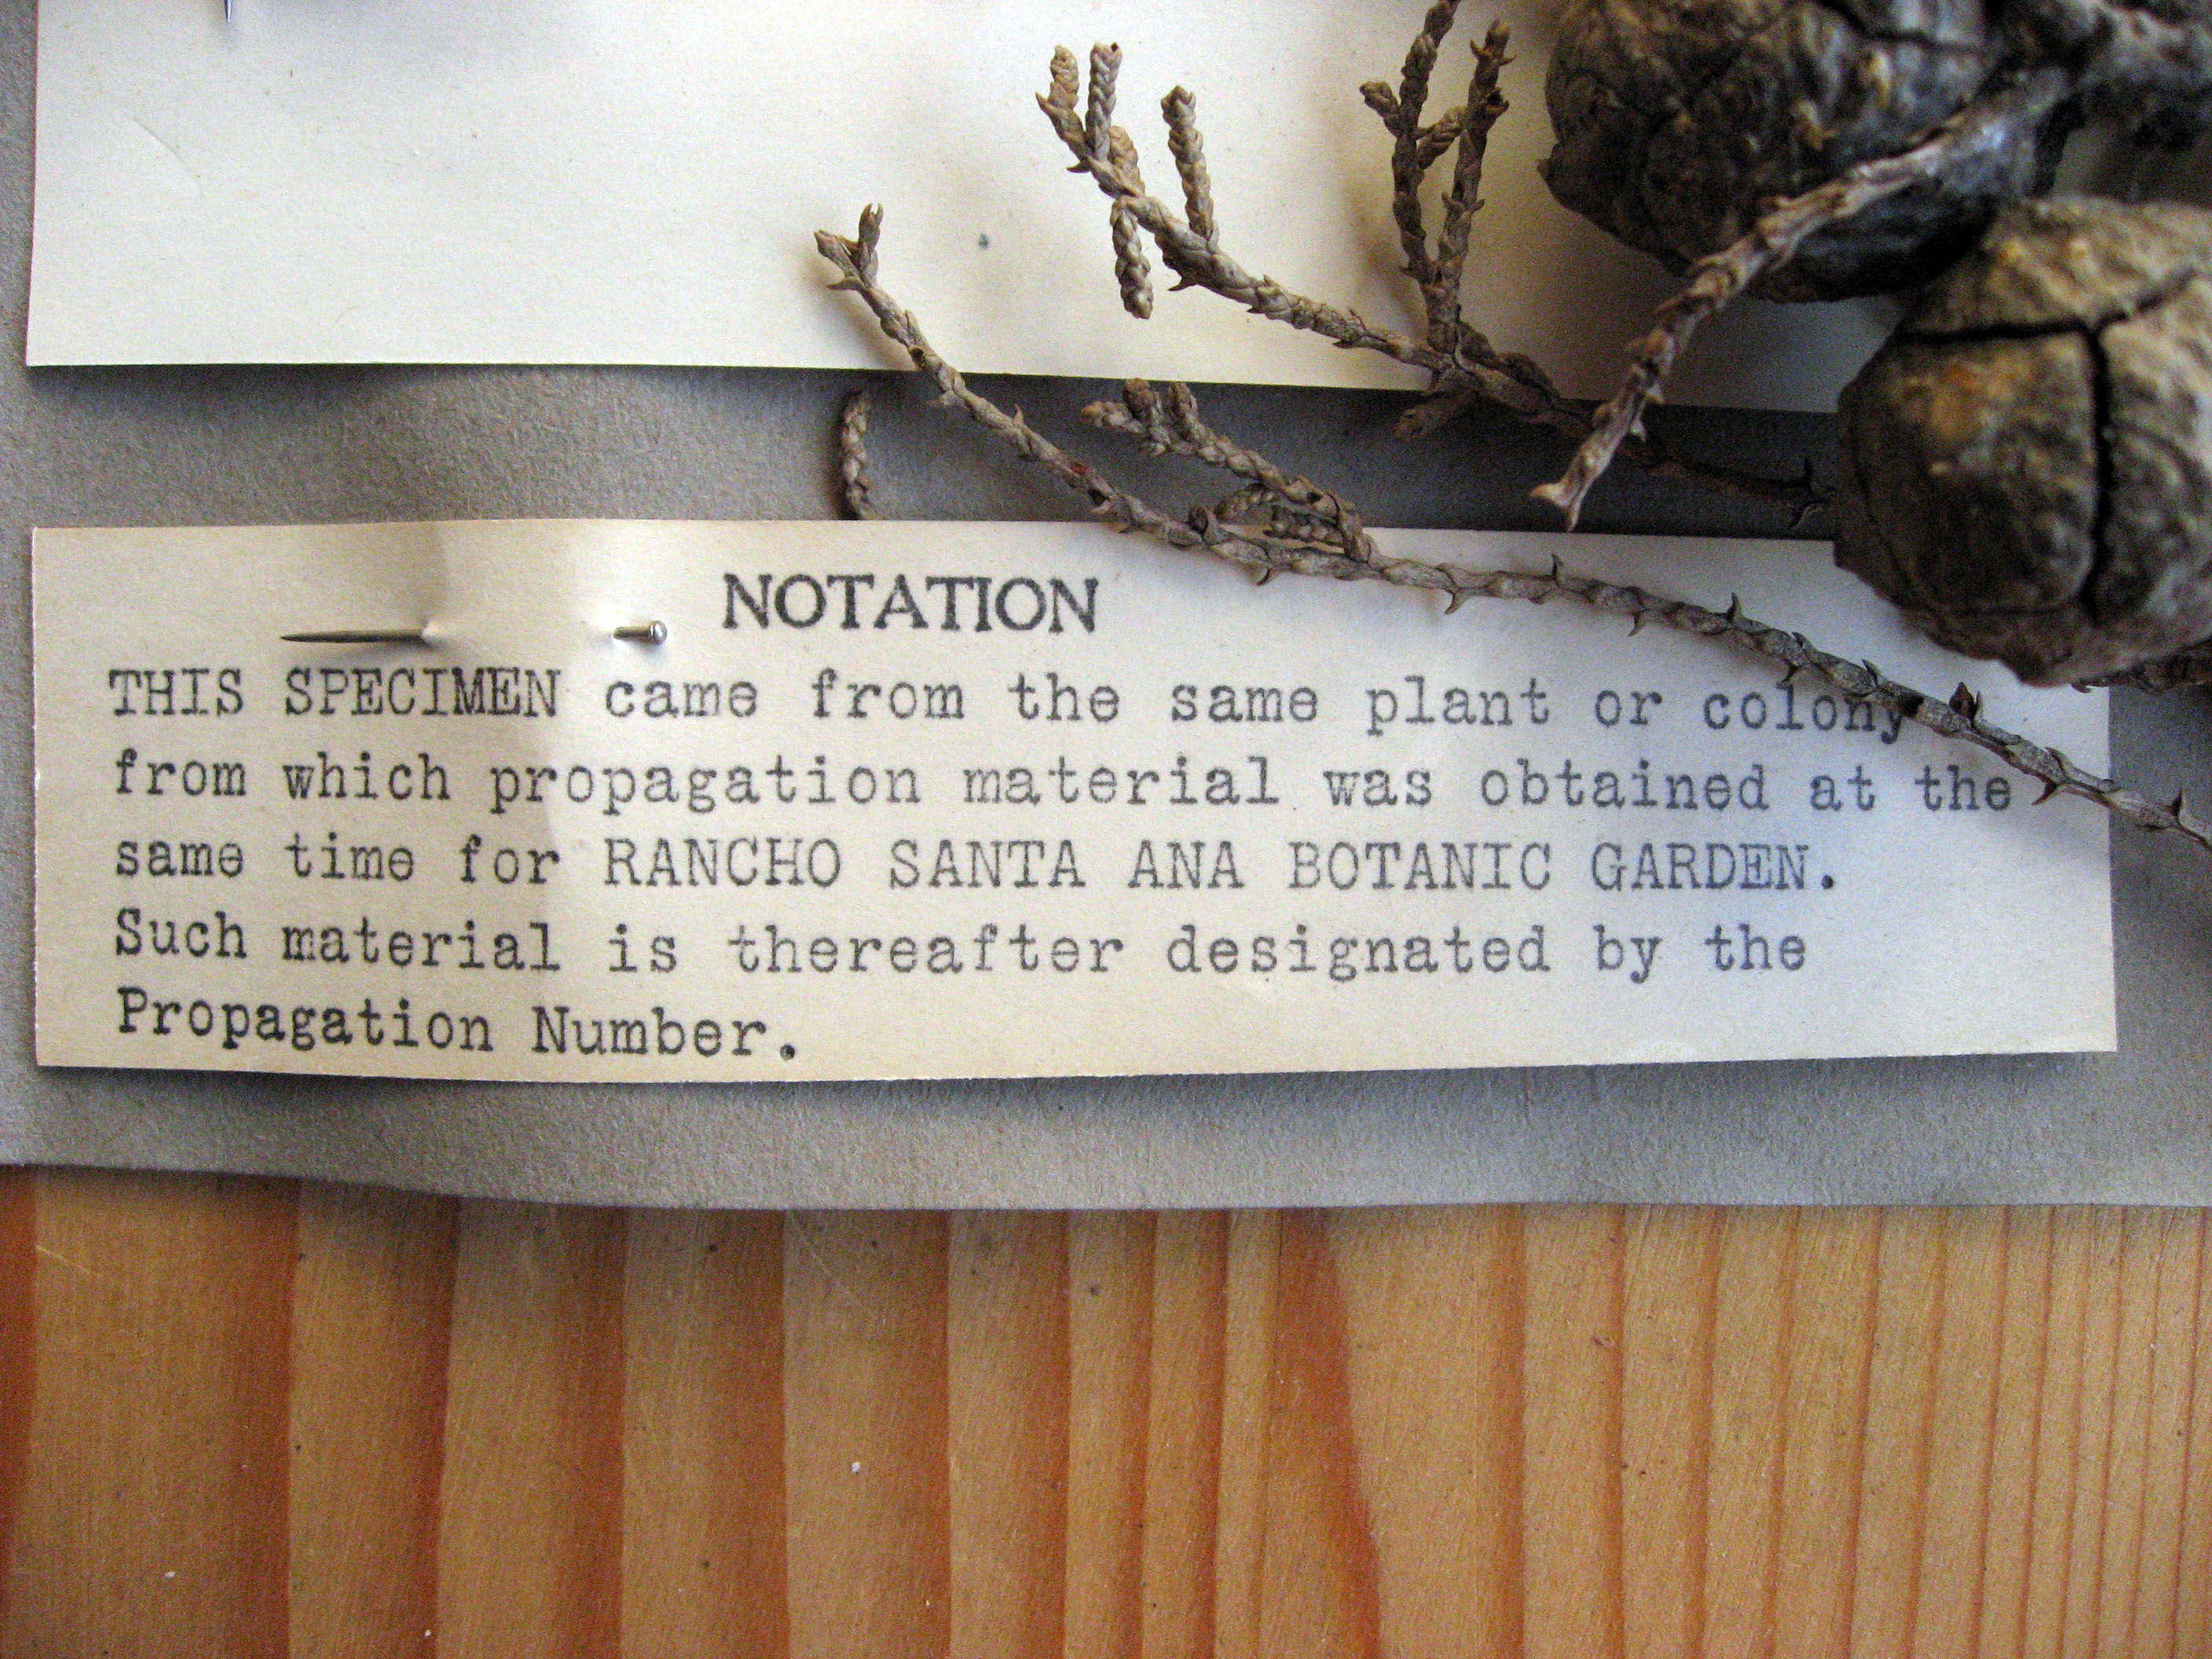 NOTATION
THIS SPECIMEN came from the same plant or colony
from which propagation material was obtained at the
same time for RANCHO SANTA ANA BOTANIC GARDEN.
Such material is thereafter designated by the
Propagation Number.